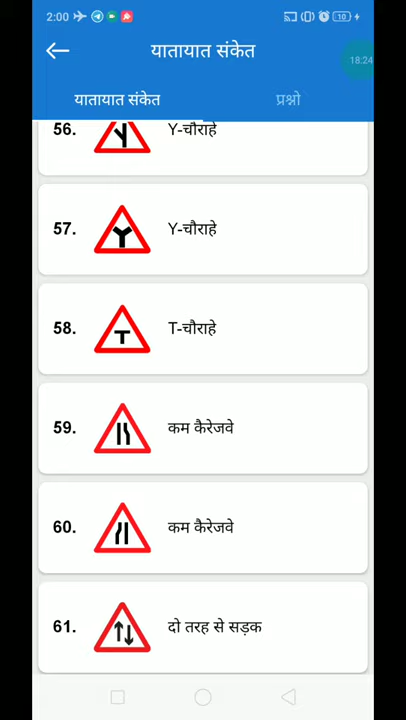 2:00
10
यातायात संकेत
18:24
यातायात संकेत
प्रश्नो
56. Y-चौराहे
57. Y-चौराहे
58. T-चौराहे
59. कम कैरेजवे
60. कम कैरेजवे
61. दो तरह से सड़क